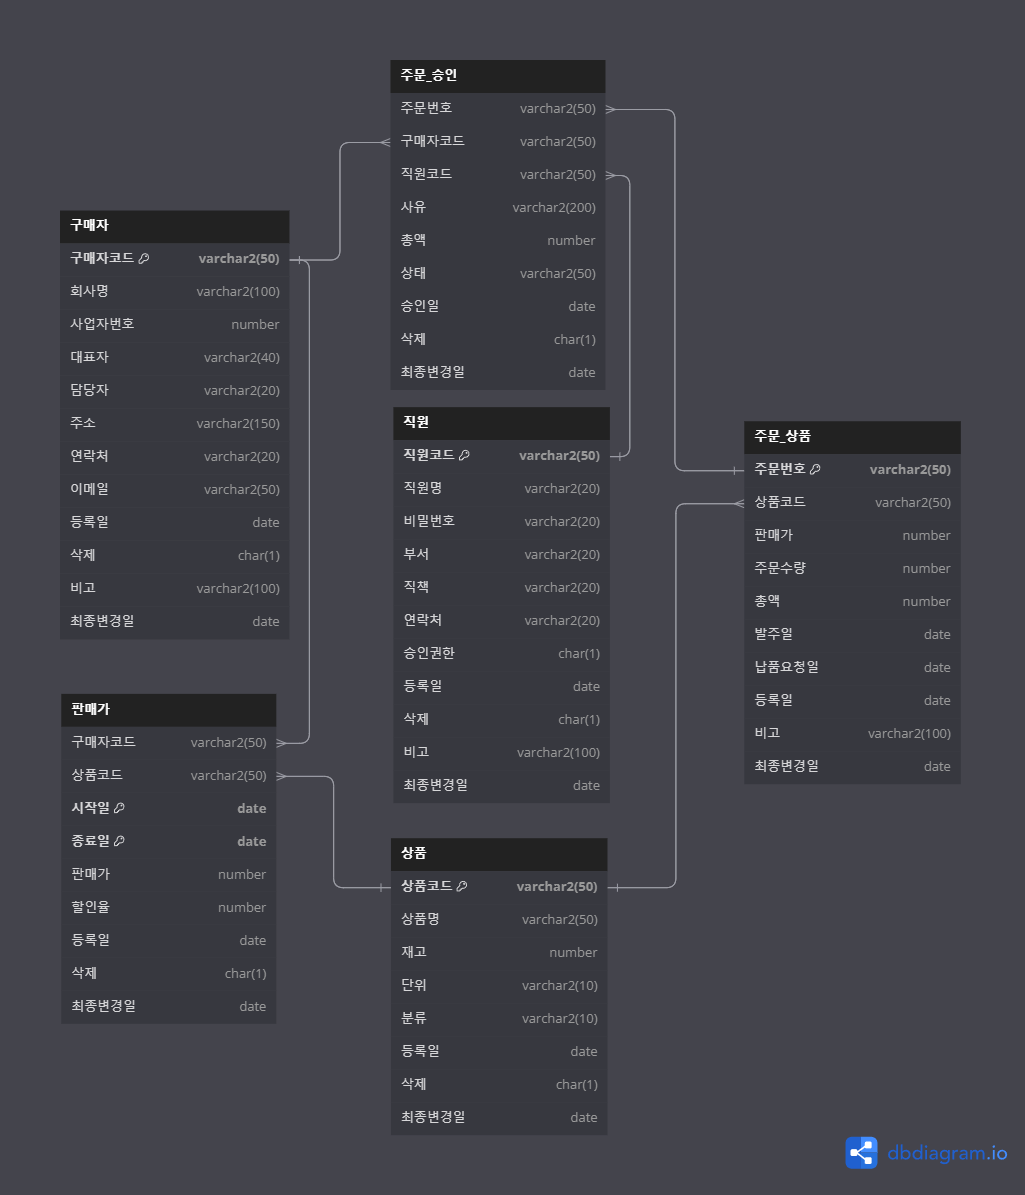 주문_승인
주문번호 varchar2(50)
구매자코드 varchar2(50)
직원코드 varchar2(50)
사유 varchar2(200)
총액 number
상태 varchar2(50)
승인일 date
삭제 char(1)
최종변경일 date
구매자
구매자코드 varchar2(50)
회사명 varchar2(100)
사업자번호 number
대표자 varchar2(40)
담당자 varchar2(20)
주소 varchar2(150)
연락처 varchar2(20)
이메일 varchar2(50)
등록일 date
삭제 char(1)
비고 varchar2(100)
최종변경일 date
직원
직원코드 varchar2(50)
직원명 varchar2(20)
비밀번호 varchar2(20)
부서 varchar2(20)
직책 varchar2(20)
연락처 varchar2(20)
승인권한 char(1)
등록일 date
삭제 char(1)
비고 varchar2(100)
최종변경일 date
주문_상품
주문번호 varchar2(50)
상품코드 varchar2(50)
판매가 number
주문수량 number
총액 number
발주일 date
납품요청일 date
등록일 date
비고 varchar2(100)
최종변경일 date
판매가
구매자코드 varchar2(50)
상품코드 varchar2(50)
시작일 date
종료일 date
판매가 number
할인율 number
등록일 date
삭제 char(1)
최종변경일 date
상품
상품코드 varchar2(50)
상품명 varchar2(50)
재고 number
단위 varchar2(10)
분류 varchar2(10)
등록일 date
삭제 char(1)
최종변경일 date
dbdiagram.io